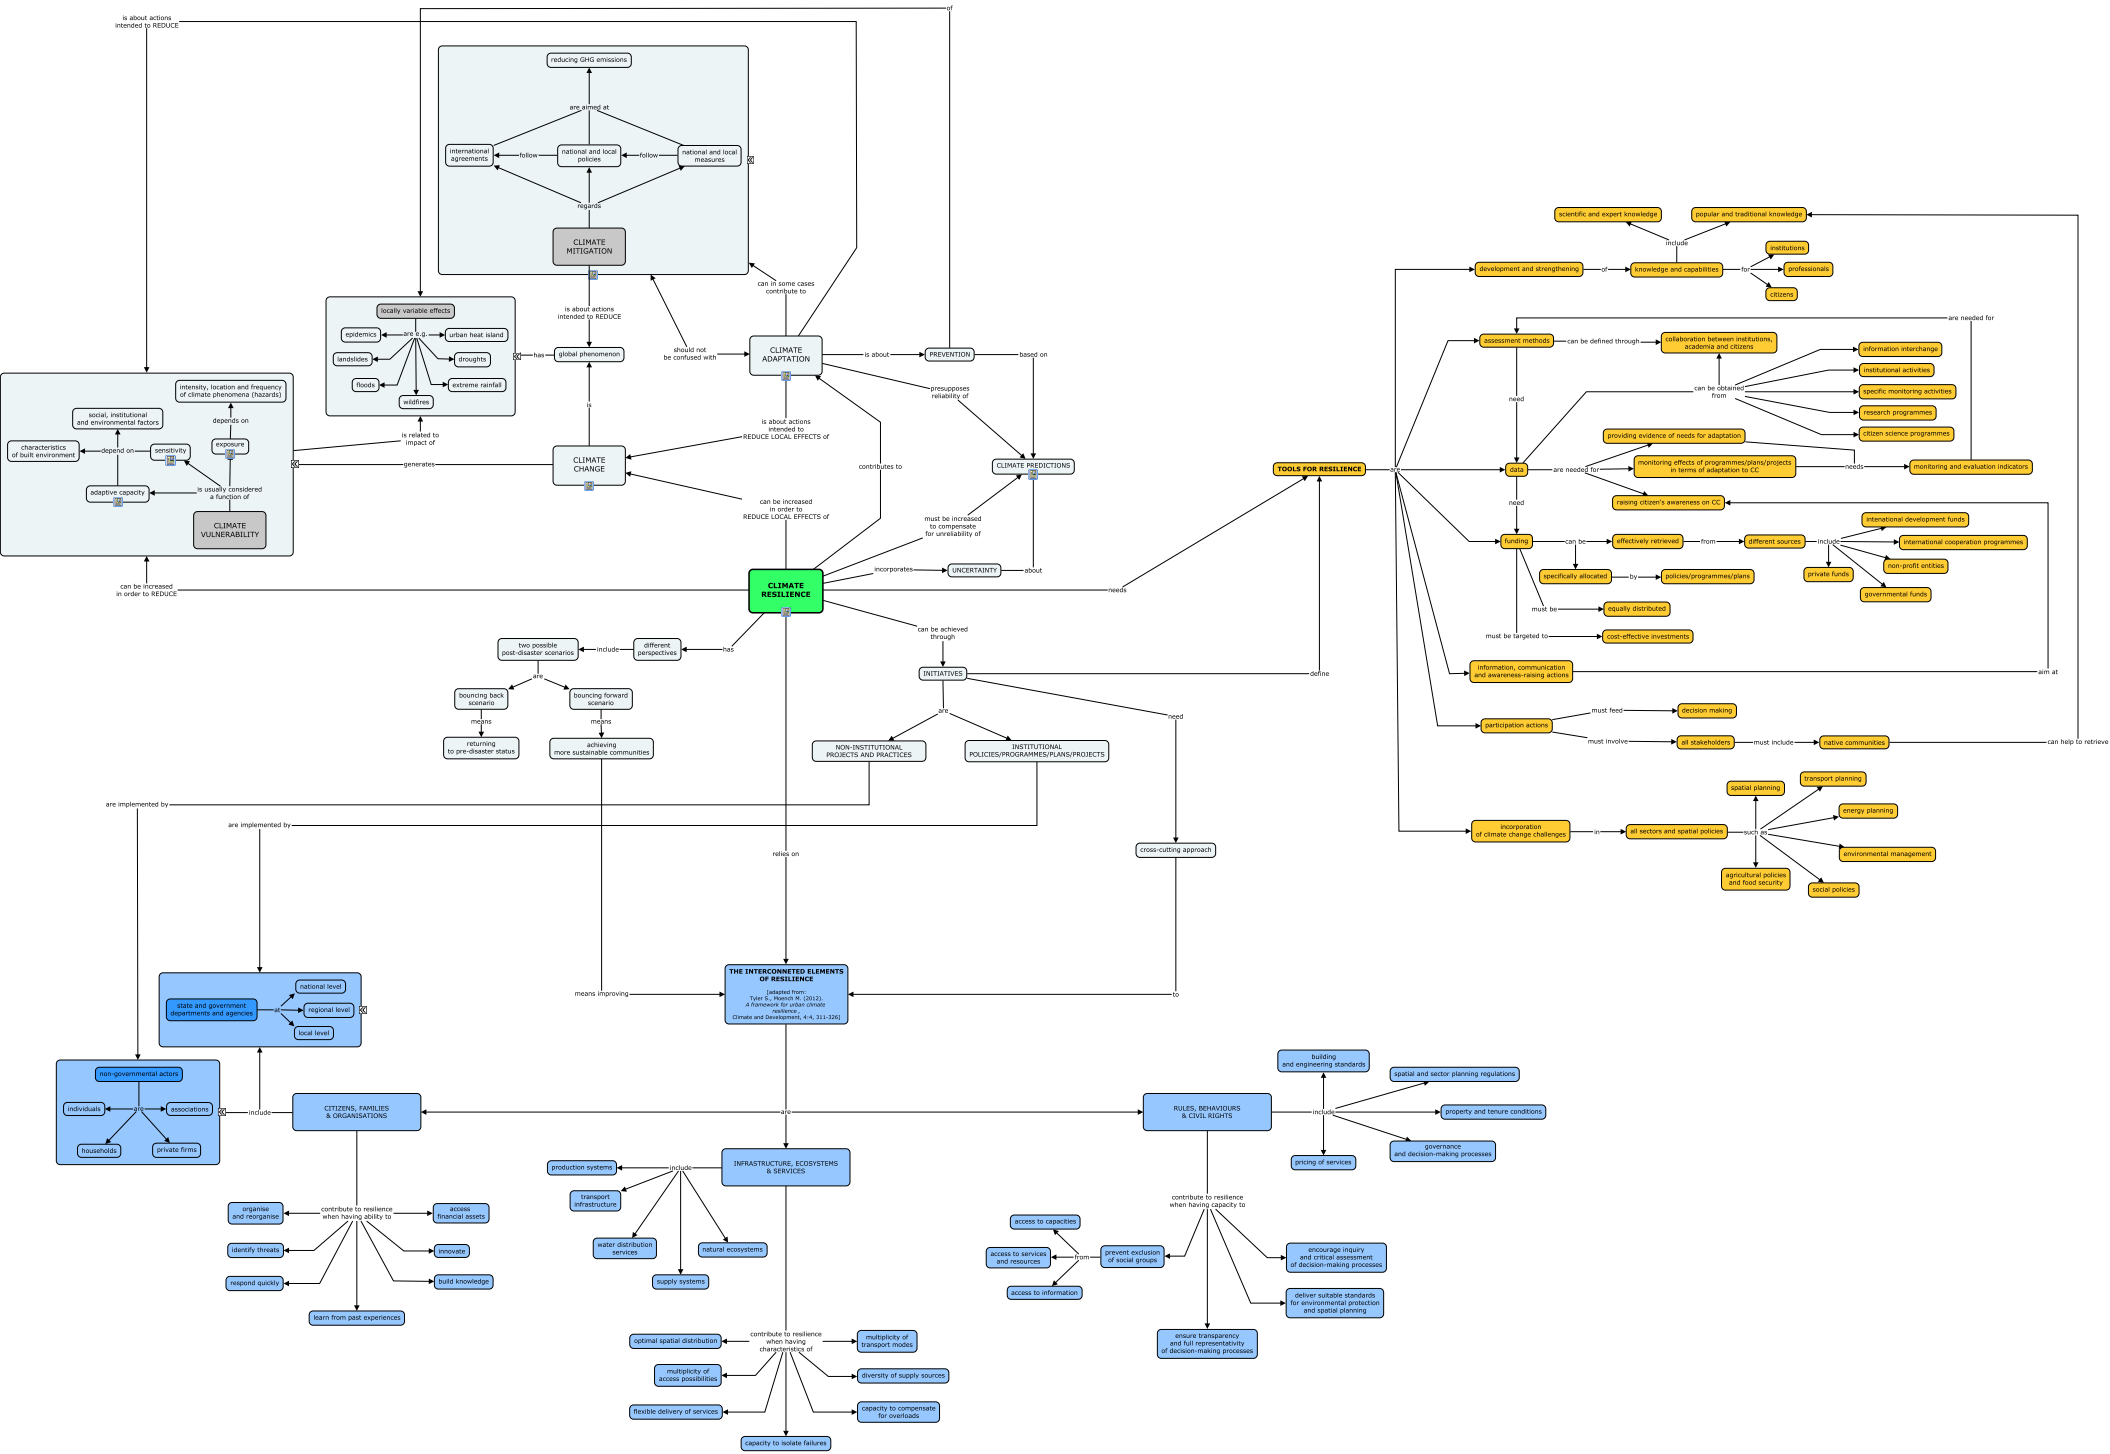 of
is about actions
intended to REDUCE
reducing GHG emissions
are aimed at
international
agreements
follow
national and local
policies
follow
national and local
measures
regards
CLIMATE
MITIGATION
is about actions
intended to REDUCE
can in some cases
contribute to
should not
be confused with
locally variable effects
are e.g.
epidemics
urban heat island
landslides
droughts
floods
extreme rainfall
wildfires
has
global phenomenon
CLIMATE
ADAPTATION
is about
PREVENTION
based on
presupposes
reliability of
is
is related to
impact of
intensity, location and frequency
of climate phenomena (hazards)
social, institutional
and environmental factors
depends on
characteristics
of built environment
depend on
sensitivity
exposure
adaptive capacity
is usually considered
a function of
CLIMATE
VULNERABILITY
generates
CLIMATE
CHANGE
is about actions
intended to
REDUCE LOCAL EFFECTS of
contributes to
CLIMATE PREDICTIONS
can be increased
in order to
REDUCE LOCAL EFFECTS of
must be increased
to compensate
for unreliability of
incorporates
UNCERTAINTY
about
can be increased
in order to REDUCE
CLIMATE
RESILIENCE
needs
can be achieved
through
has
different
perspectives
include
two possible
post-disaster scenarios
are
bouncing back
scenario
bouncing forward
scenario
means
means
returning
to pre-disaster status
achieving
more sustainable communities
INITIATIVES
define
are
need
NON-INSTITUTIONAL
PROJECTS AND PRACTICES
INSTITUTIONAL
POLICIES/PROGRAMMES/PLANS/PROJECTS
are implemented by
are implemented by
relies on
cross-cutting approach
means improving
to
THE INTERCONNETED ELEMENTS
OF RESILIENCE
[adapted from:
Tyler S., Moench M. (2012).
A framework for urban climate
resilience ,
Climate and Development, 4:4, 311-326]
TOOLS FOR RESILIENCE
are
scientific and expert knowledge
popular and traditional knowledge
include
development and strengthening
of
knowledge and capabilities
for
institutions
professionals
citizens
are needed for
assessment methods
can be defined through
collaboration between institutions,
academia and citizens
information interchange
institutional activities
can be obtained
from
specific monitoring activities
research programmes
citizen science programmes
need
providing evidence of needs for adaptation
data
are needed for
monitoring effects of programmes/plans/projects
in terms of adaptation to CC
needs
monitoring and evaluation indicators
raising citizen's awareness on CC
need
funding
can be
effectively retrieved
from
different sources
include
intenational development funds
international cooperation programmes
non-profit entities
private funds
governmental funds
specifically allocated
by
policies/programmes/plans
must be
equally distributed
must be targeted to
cost-effective investments
information, communication
and awareness-raising actions
aim at
participation actions
must feed
decision making
must involve
all stakeholders
must include
native communities
can help to retrieve
incorporation
of climate change challenges
in
all sectors and spatial policies
such as
spatial planning
transport planning
energy planning
environmental management
social policies
agricultural policies
and food security
state and government
departments and agencies
at
national level
regional level
local level
non-governmental actors
are
individuals
associations
households
private firms
include
CITIZENS, FAMILIES
& ORGANISATIONS
are
RULES, BEHAVIOURS
& CIVIL RIGHTS
include
building
and engineering standards
spatial and sector planning regulations
property and tenure conditions
governance
and decision-making processes
pricing of services
INFRASTRUCTURE, ECOSYSTEMS
& SERVICES
include
production systems
transport
infrastructure
water distribution
services
supply systems
natural ecosystems
contribute to resilience
when having ability to
organise
and reorganise
access
financial assets
identify threats
innovate
respond quickly
build knowledge
learn from past experiences
contribute to resilience
when having capacity to
prevent exclusion
of social groups
from
access to capacities
access to services
and resources
access to information
encourage inquiry
and critical assessment
of decision-making processes
deliver suitable standards
for environmental protection
and spatial planning
ensure transparency
and full representativity
of decision-making processes
contribute to resilience
when having
characteristics of
optimal spatial distribution
multiplicity of
transport modes
multiplicity of
access possibilities
diversity of supply sources
flexible delivery of services
capacity to compensate
for overloads
capacity to isolate failures